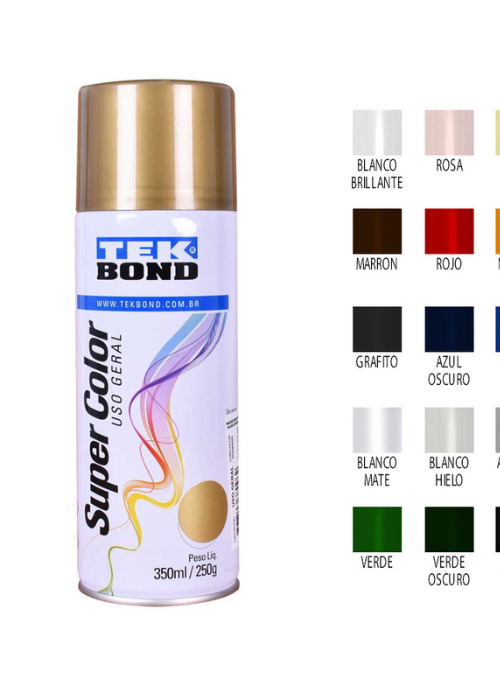 TEK
BOND
WWW.TEKBOND.COM.BR
Super Color
USO GERAL
Peso Líq.
350ml / 250g
BLANCO
BRILLANTE
ROSA
MARRON
ROJO
GRAFITO
AZUL
OSCURO
BLANCO
MATE
BLANCO
HIELO
VERDE
VERDE
OSCURO